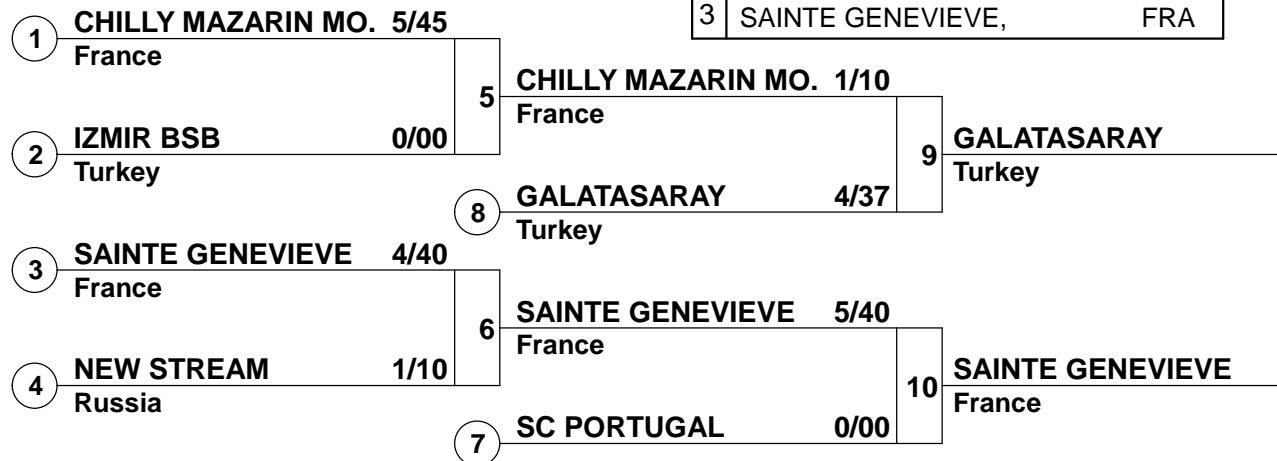 3 SAINTE GENEVIEVE, FRA
1 CHILLY MAZARIN MO. 5/45
France
5
2 IZMIR BSB 0/00
Turkey
CHILLY MAZARIN MO. 1/10
France
9
8 GALATASARAY 4/37
Turkey
GALATASARAY
Turkey
3 SAINTE GENEVIEVE 4/40
France
6
4 NEW STREAM 1/10
Russia
SAINTE GENEVIEVE 5/40
France
10
7 SC PORTUGAL 0/00
SAINTE GENEVIEVE
France